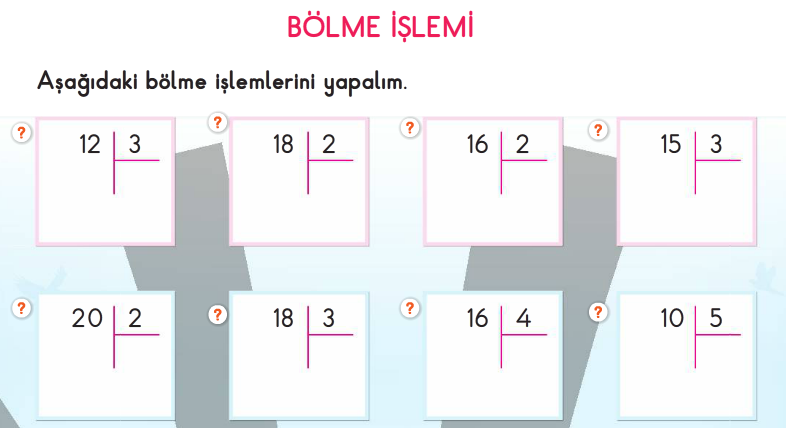 BÖLME İŞLEMİ
Aşağıdaki bölme işlemlerini yapalım.
? 12 3 ? 18 2 ? 16 2 ? 15 3
? 20 2 ? 18 3 ? 16 4 ? 10 5